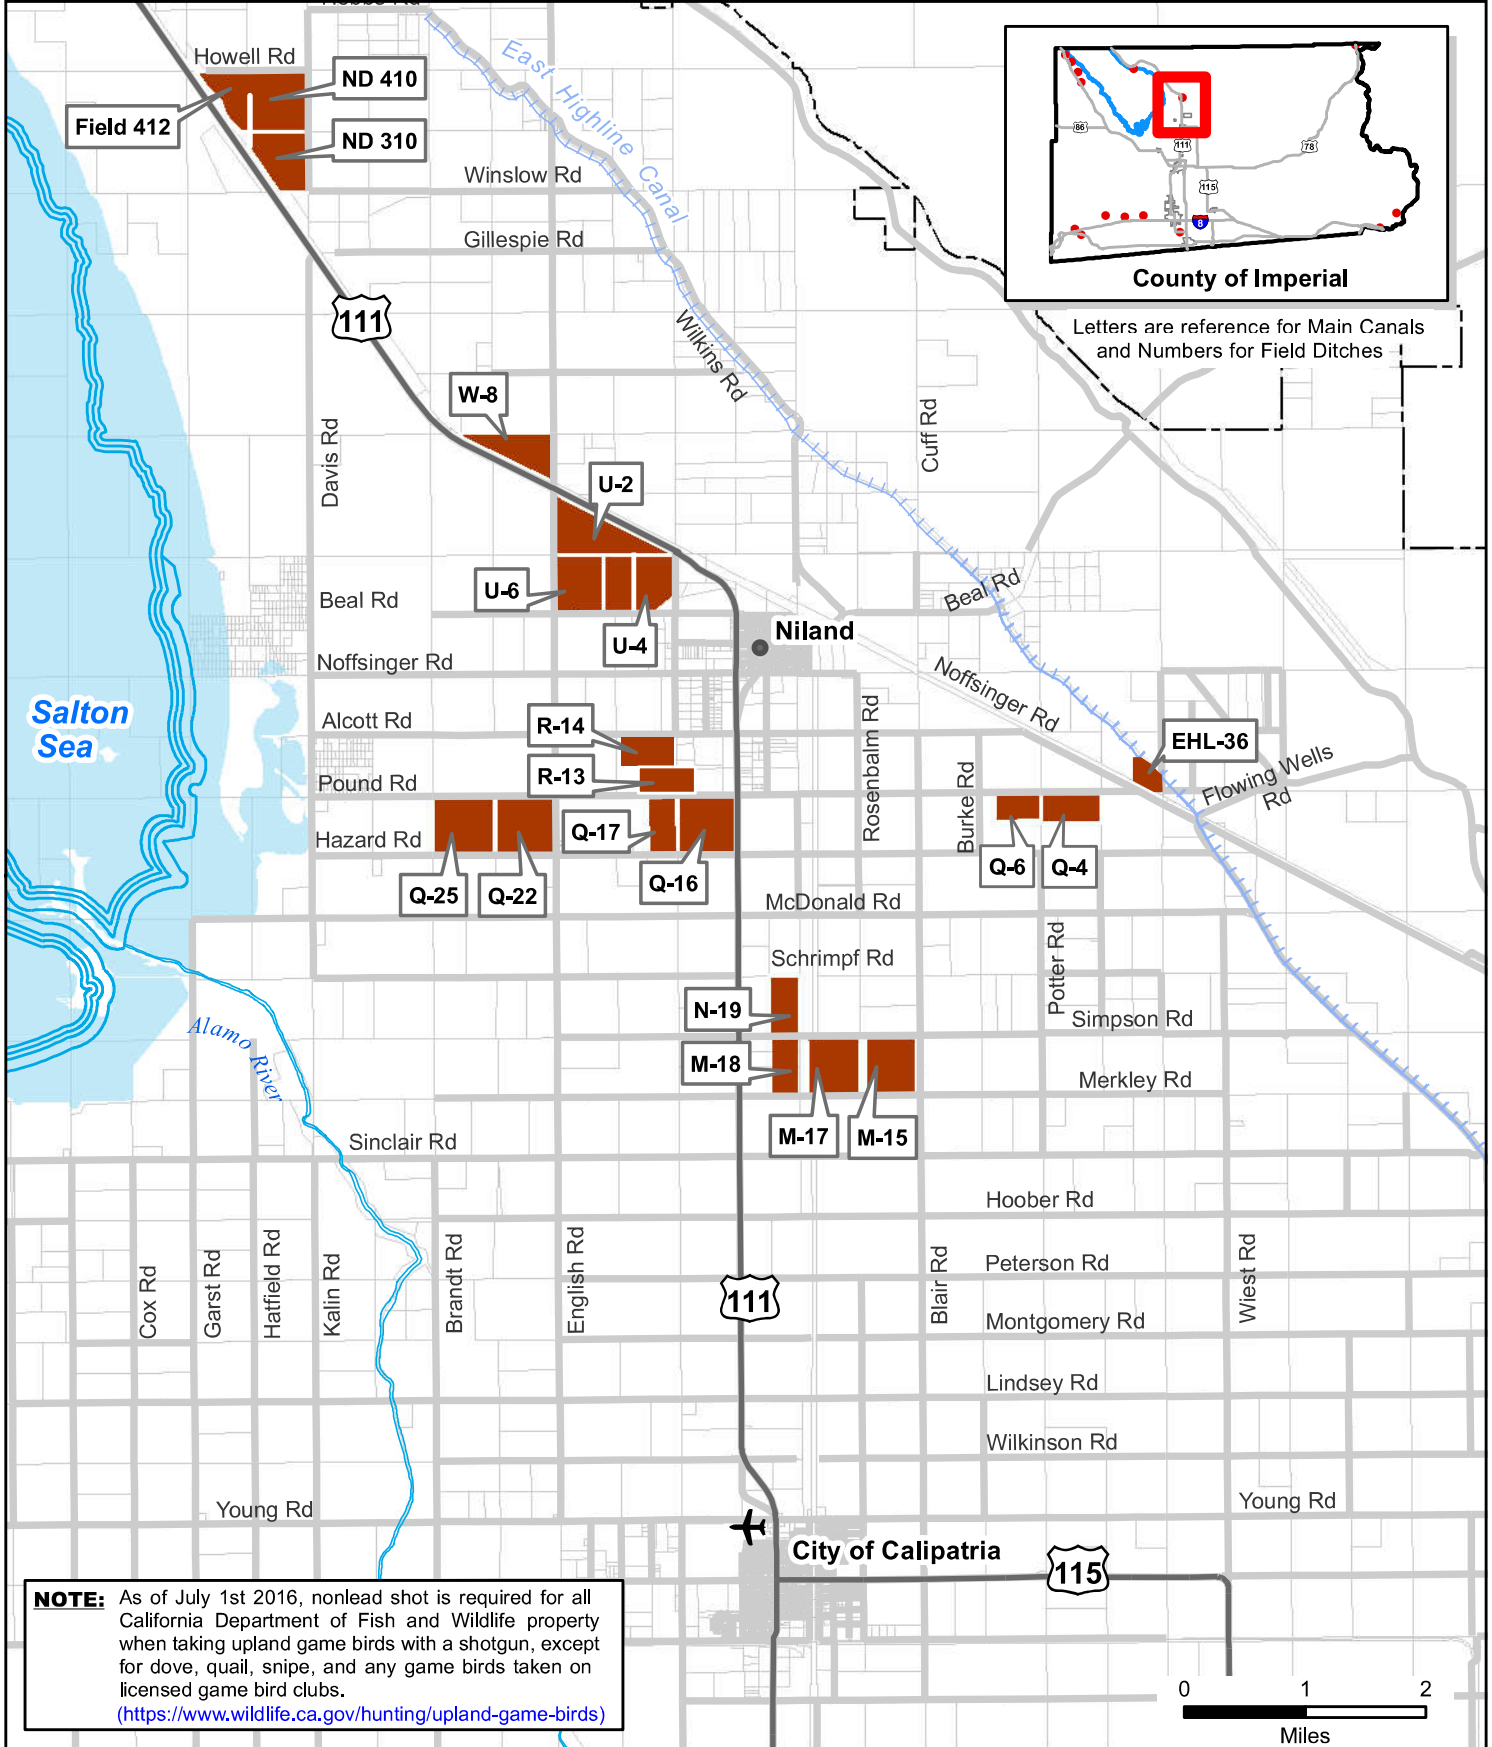 Hobbs Rd
Howell Rd
ND 410
Field 412
ND 310
East Highline Canal
Winslow Rd
Gillespie Rd
111
Wilkins Rd
86
111
78
115
8
County of Imperial
Letters are reference for Main Canals
and Numbers for Field Ditches
W-8
Davis Rd
Cuff Rd
U-2
U-6
Beal Rd
Beal Rd
U-4
Niland
Noffsinger Rd
Noffsinger Rd
Salton
Sea
Alcott Rd
R-14
Rosenbalm Rd
EHL-36
R-13
Pound Rd
Burke Rd
Flowing Wells
Rd
Hazard Rd
Q-17
Q-25
Q-22
Q-16
Q-6
Q-4
McDonald Rd
Schrimpf Rd
Potter Rd
N-19
Simpson Rd
Alamo River
M-18
Merkley Rd
M-17
M-15
Sinclair Rd
Hoober Rd
Cox Rd
Garst Rd
Hatfield Rd
Kalin Rd
Brandt Rd
English Rd
111
Blair Rd
Peterson Rd
Wiest Rd
Montgomery Rd
Lindsey Rd
Wilkinson Rd
Young Rd
Young Rd
City of Calipatria
115
NOTE: As of July 1st 2016, nonlead shot is required for all
California Department of Fish and Wildlife property
when taking upland game birds with a shotgun, except
for dove, quail, snipe, and any game birds taken on
licensed game bird clubs.
(https://www.wildlife.ca.gov/hunting/upland-game-birds)
0 1 2
Miles